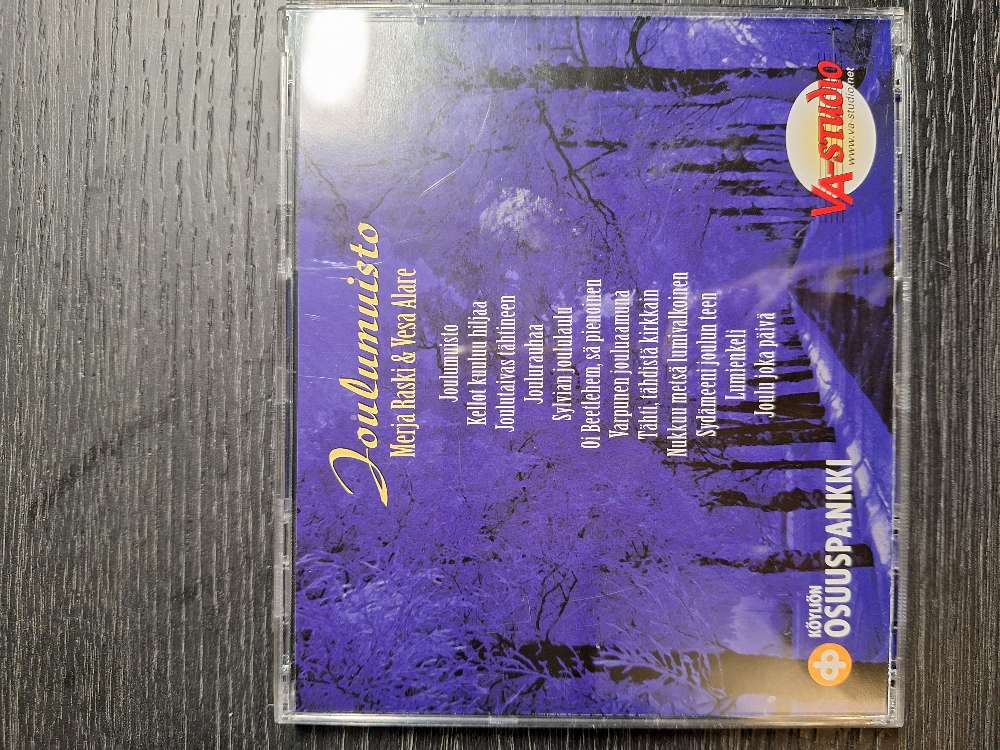 Joulumuisto
Merja Raski & Vesa Alare
Joulumuisto
Kellot kuuluu hiljaa
Joulutaivas tähtineen
Joulurauhaa
Sylvian joululaulu
Oi Beetlehem, sä pienoinen
Varpunen jouluaamuna
Tähti, tähdistä kirkkain
Nukkuu metsä lumivalkoinen
Sydämeeni joulun teen
Lumienkeli
Joulu joka päivä
KÖYLIÖN
OSUUSPANKKI
VA-STUDIO
www.va-studio.net